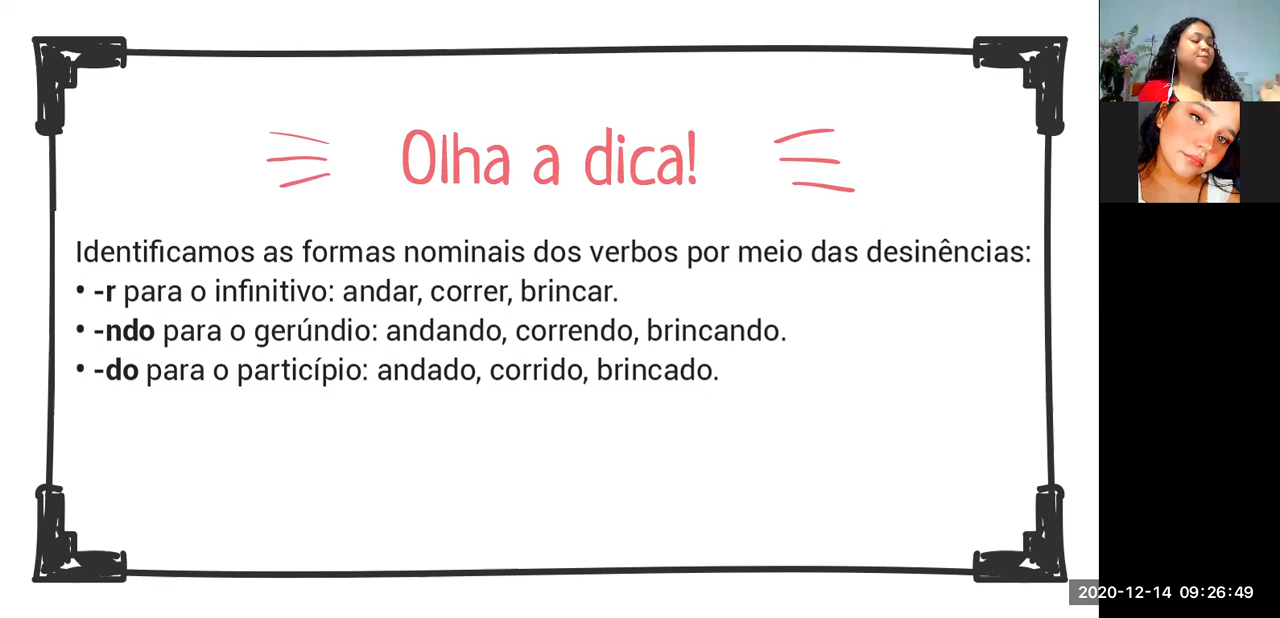 Olha a dica!
Identificamos as formas nominais dos verbos por meio das desinências:
• -r para o infinitivo: andar, correr, brincar.
• -ndo para o gerúndio: andando, correndo, brincando.
• -do para o particípio: andado, corrido, brincado.
2020-12-14 09:26:49